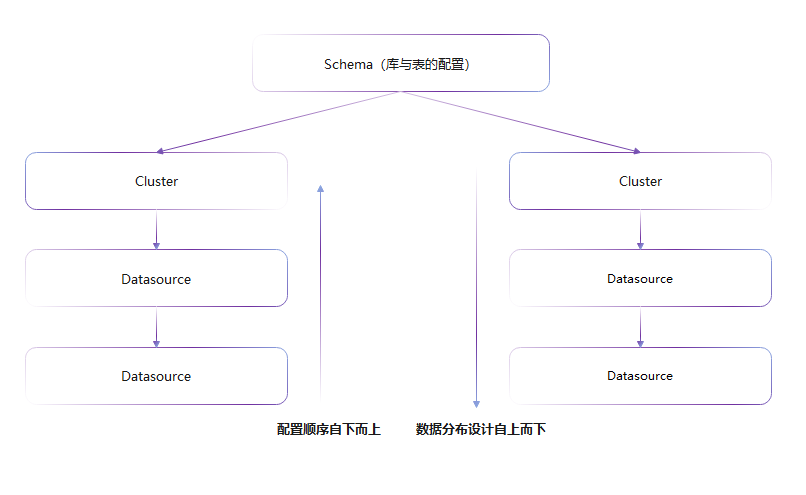 Schema（库与表的配置）
Cluster
Cluster
Datasource
Datasource
Datasource
Datasource
配置顺序自下而上
数据分布设计自上而下